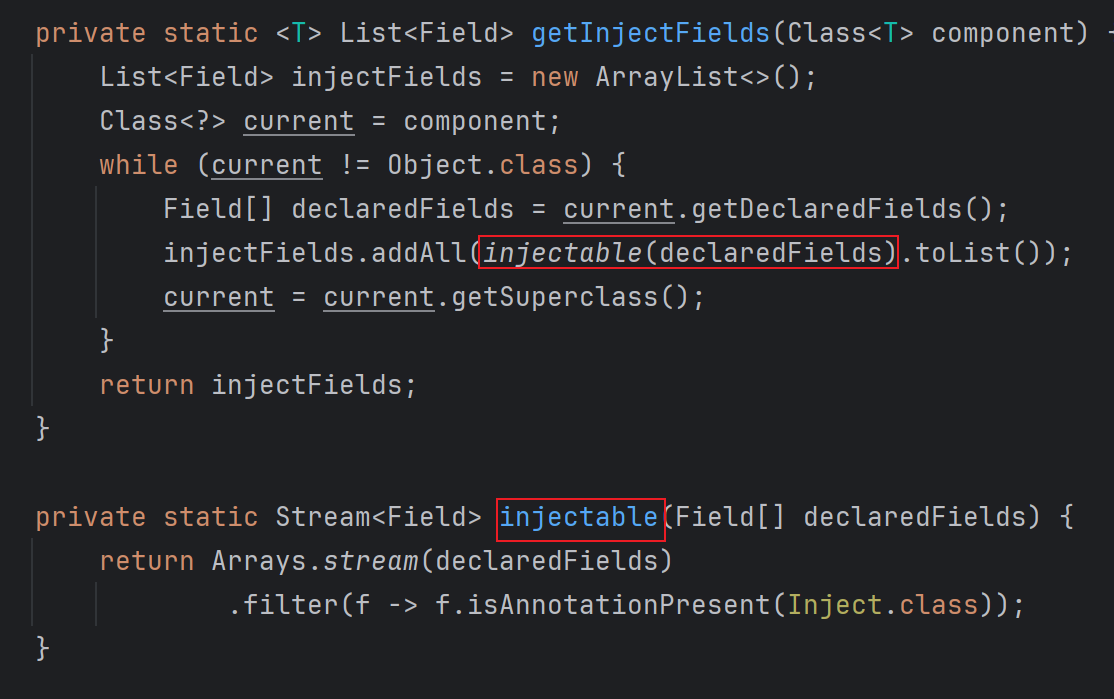 private static <T> List<Field> getInjectFields(Class<T> component) {
List<Field> injectFields = new ArrayList<>();
Class<?> current = component;
while (current != Object.class) {
Field[] declaredFields = current.getDeclaredFields();
injectFields.addAll(injectable(declaredFields).toList());
current = current.getSuperclass();
}
return injectFields;
}
private static Stream<Field> injectable(Field[] declaredFields) {
return Arrays.stream(declaredFields)
.filter(f -> f.isAnnotationPresent(Inject.class));
}